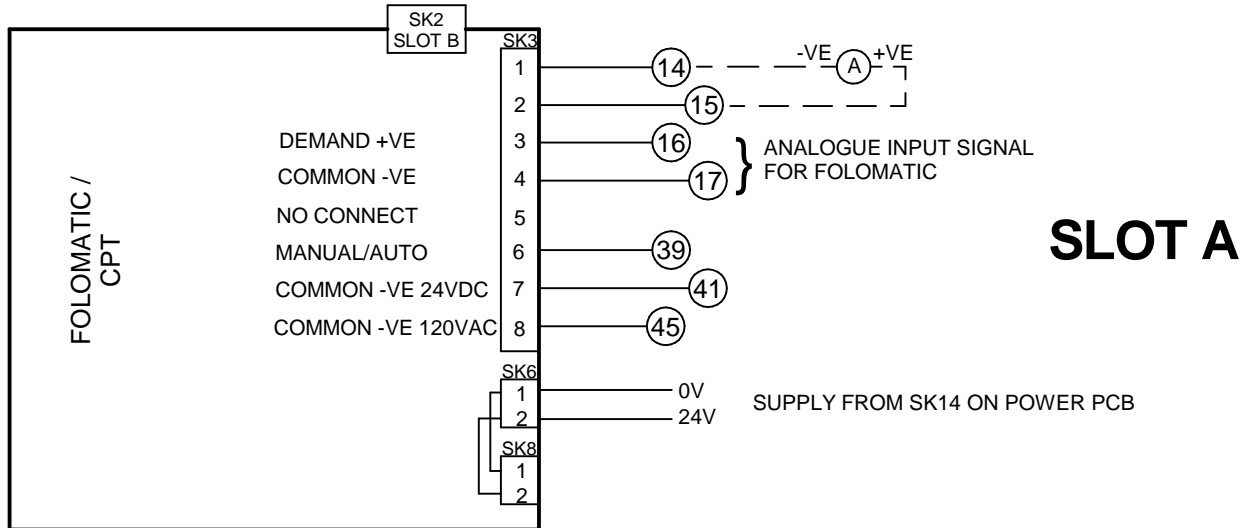 SK2
SLOT B
SK3
1
14
-VE
A
+VE
2
15
DEMAND +VE
3
16
ANALOGUE INPUT SIGNAL
FOR FOLOMATIC
COMMON -VE
4
17
NO CONNECT
5
MANUAL/AUTO
6
39
COMMON -VE 24VDC
7
41
COMMON -VE 120VAC
8
45
FOLOMATIC /
CPT
SLOT A
SK6
1
0V
2
24V
SUPPLY FROM SK14 ON POWER PCB
SK8
1
2